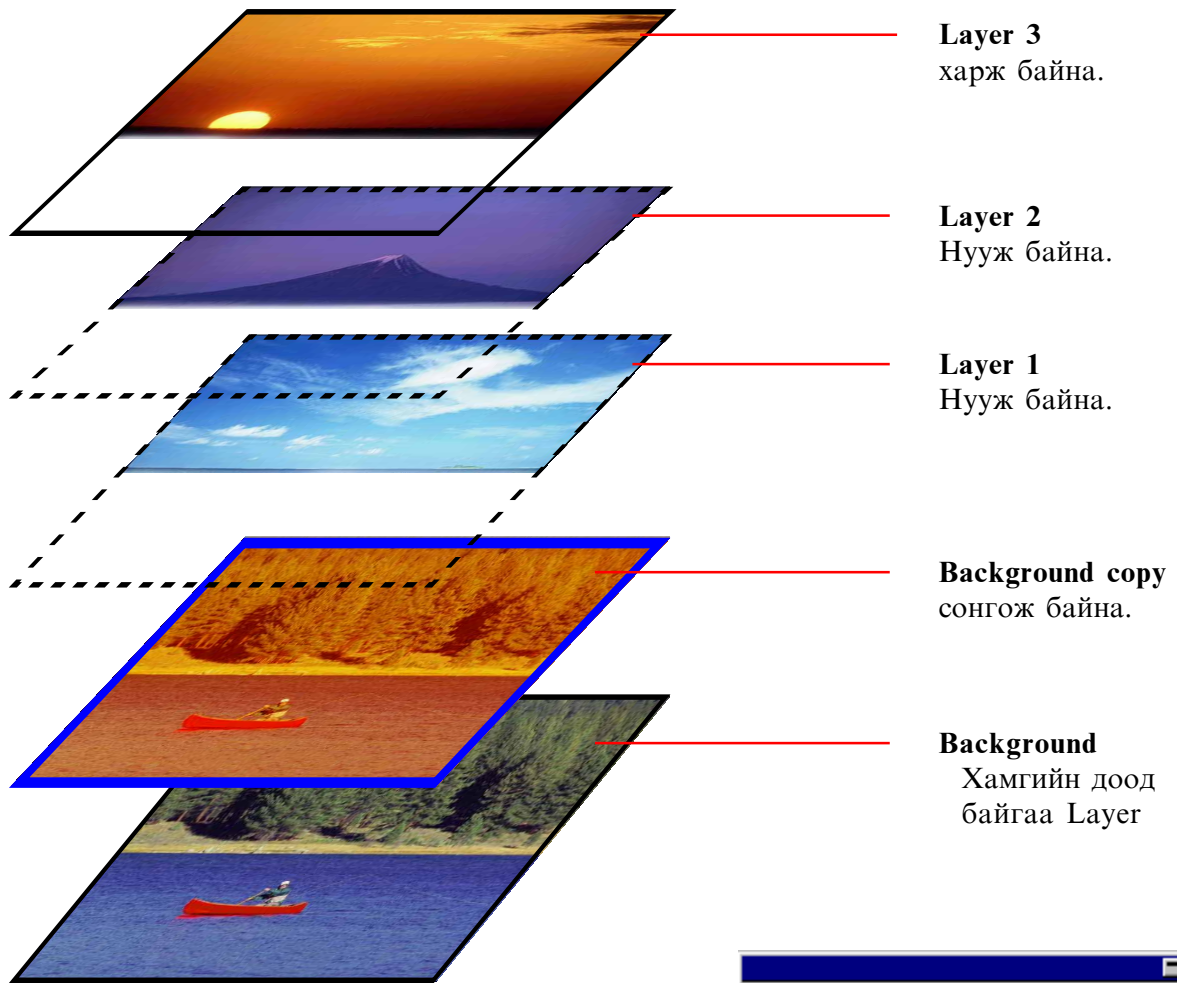 Layer 3
харж байна.
Layer 2
Нууж байна.
Layer 1
Нууж байна.
Background copy
сонгож байна.
Background
Хамгийн доод
байгаа Layer